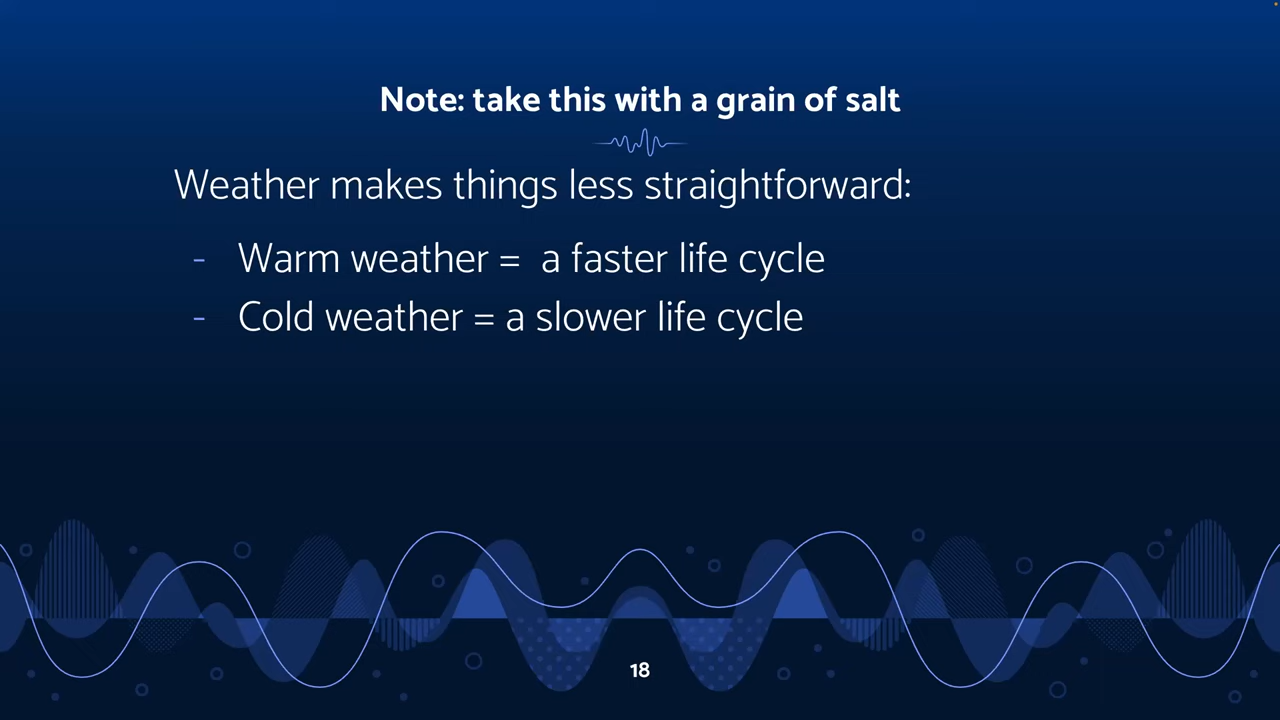 Note: take this with a grain of salt
Weather makes things less straightforward:
- Warm weather =  a faster life cycle
- Cold weather = a slower life cycle
18